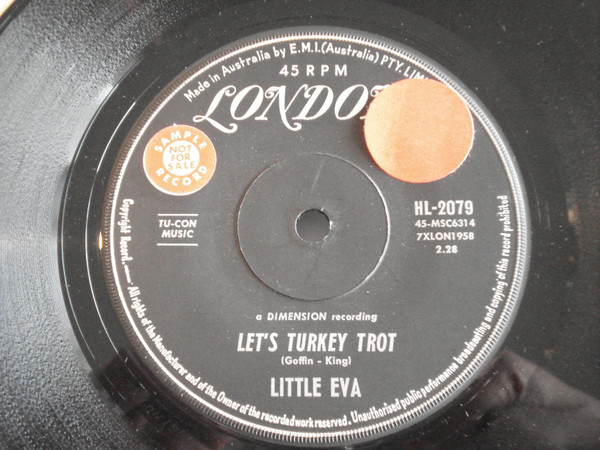 Made in Australia by E.M.I.(Australia) PTY.
45 RPM
SAMPLE
NOT
FOR
SALE
RECORD
TU-CON
MUSIC
HL-2079
45-MSC6314
7XLON1958
2.28
a DIMENSION recording
LET'S TURKEY TROT
(Goffin - King)
LITTLE EVA
Copyright Record.— All rights of the Manufacturer and of the Owner of the recorded work reserved. Unauthorised public performance broadcasting and copying of this record prohibited